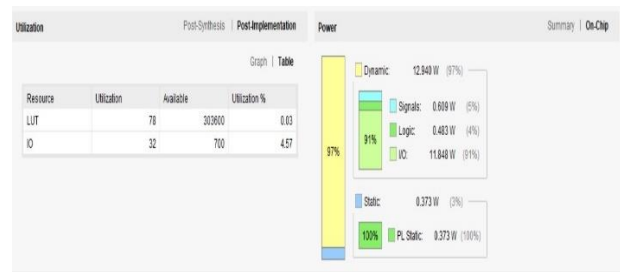 Utilization
Post-Synthesis | Post-Implementation
Graph | Table
Resource Utilization Available Utilization %
LUT 78 303600 0.03
IO 32 700 4.57
Power
Summary | On-Chip
97%
Dynamic: 12.940 W (97%)
91%
Signals: 0.609 W (5%)
Logic: 0.483 W (4%)
I/O: 11.848 W (91%)
Static: 0.373 W (3%)
100% PL Static: 0.373 W (100%)